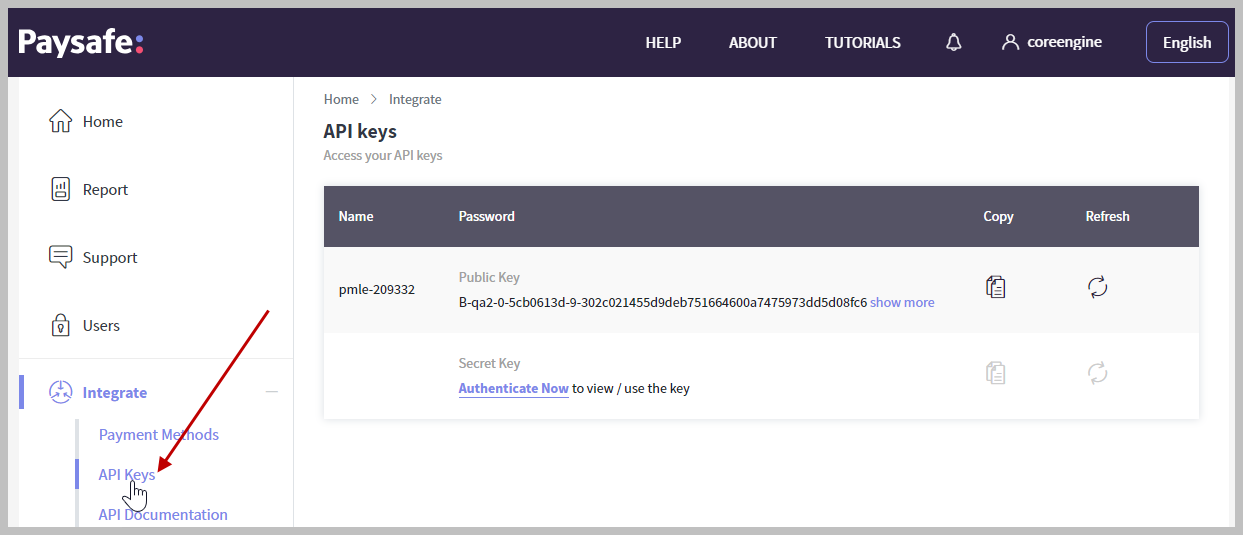 Paysafe:
HELP ABOUT TUTORIALS coreengine English
Home
Report
Support
Users
Integrate
Payment Methods
API Keys
API Documentation
Home > Integrate
API keys
Access your API keys
Name Password Copy Refresh
Public Key
pmle-209332
B-qa2-0-5cb0613d-9-302c021455d9deb751664600a7475973dd5d08fc6 show more
Secret Key
Authenticate Now to view / use the key